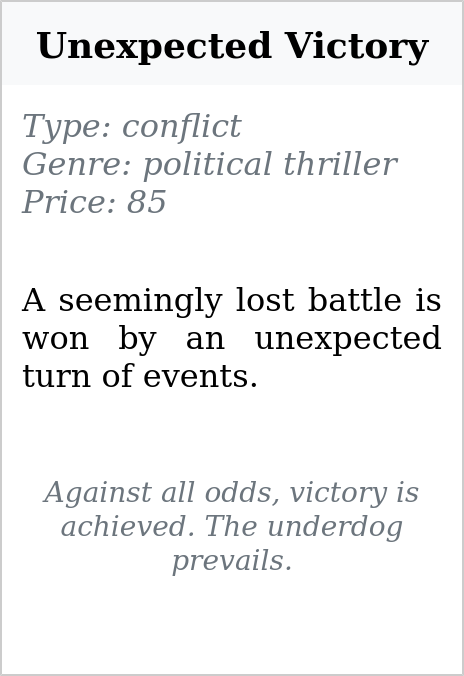 Unexpected Victory
Type: conflict
Genre: political thriller
Price: 85
A seemingly lost battle is
won by an unexpected
turn of events.
Against all odds, victory is
achieved. The underdog
prevails.